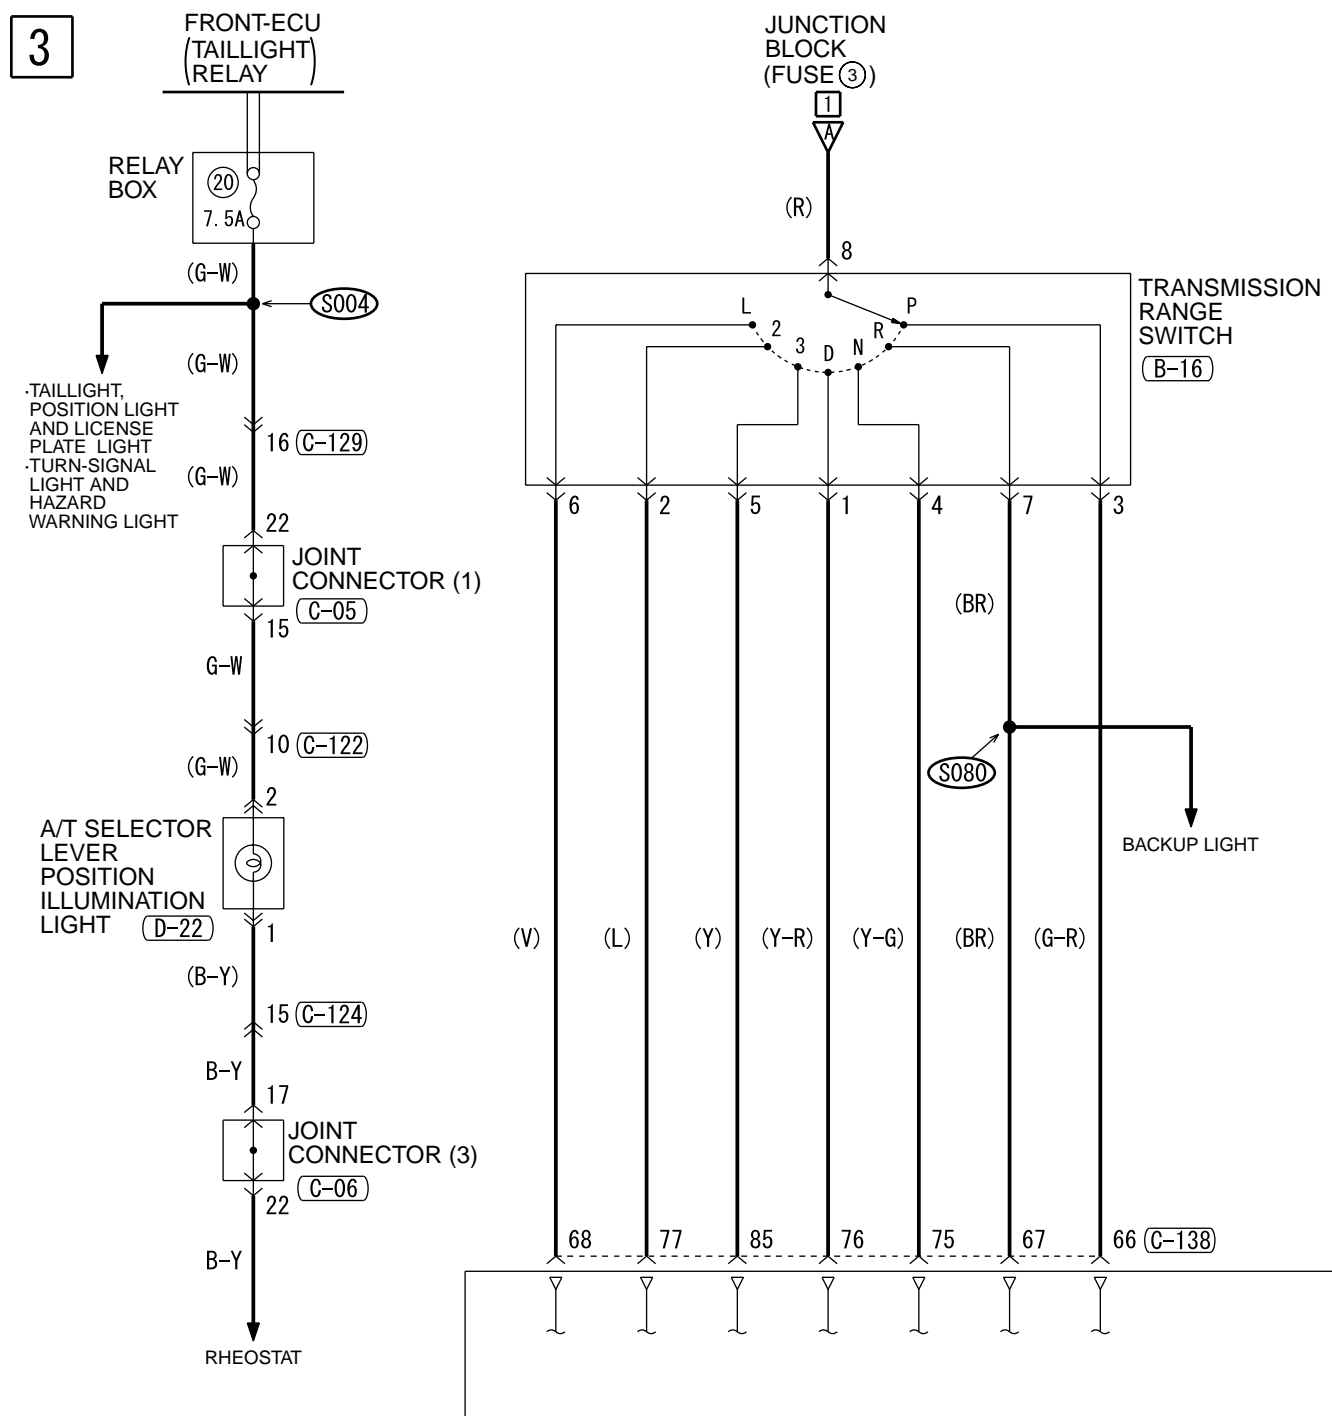 3
FRONT-ECU
(TAILLIGHT)
RELAY
RELAY
BOX
20
7.5A
(G-W)
S004
(G-W)
·TAILLIGHT,
POSITION LIGHT
AND LICENSE
PLATE LIGHT
·TURN-SIGNAL
LIGHT AND
HAZARD
WARNING LIGHT
16 C-129
(G-W)
22
JOINT
CONNECTOR (1)
C-05
15
G-W
10 C-122
(G-W)
2
A/T SELECTOR
LEVER
POSITION
ILLUMINATION
LIGHT D-22
1
(B-Y)
15 C-124
B-Y
17
JOINT
CONNECTOR (3)
C-06
22
B-Y
RHEOSTAT
JUNCTION
BLOCK
(FUSE 3)
1
A
(R)
8
TRANSMISSION
RANGE
SWITCH
B-16
L 2 3 D N R P
6 2 5 1 4 7 3
(BR)
S080
BACKUP LIGHT
(V) (L) (Y) (Y-R) (Y-G) (BR) (G-R)
68 77 85 76 75 67 66 C-138